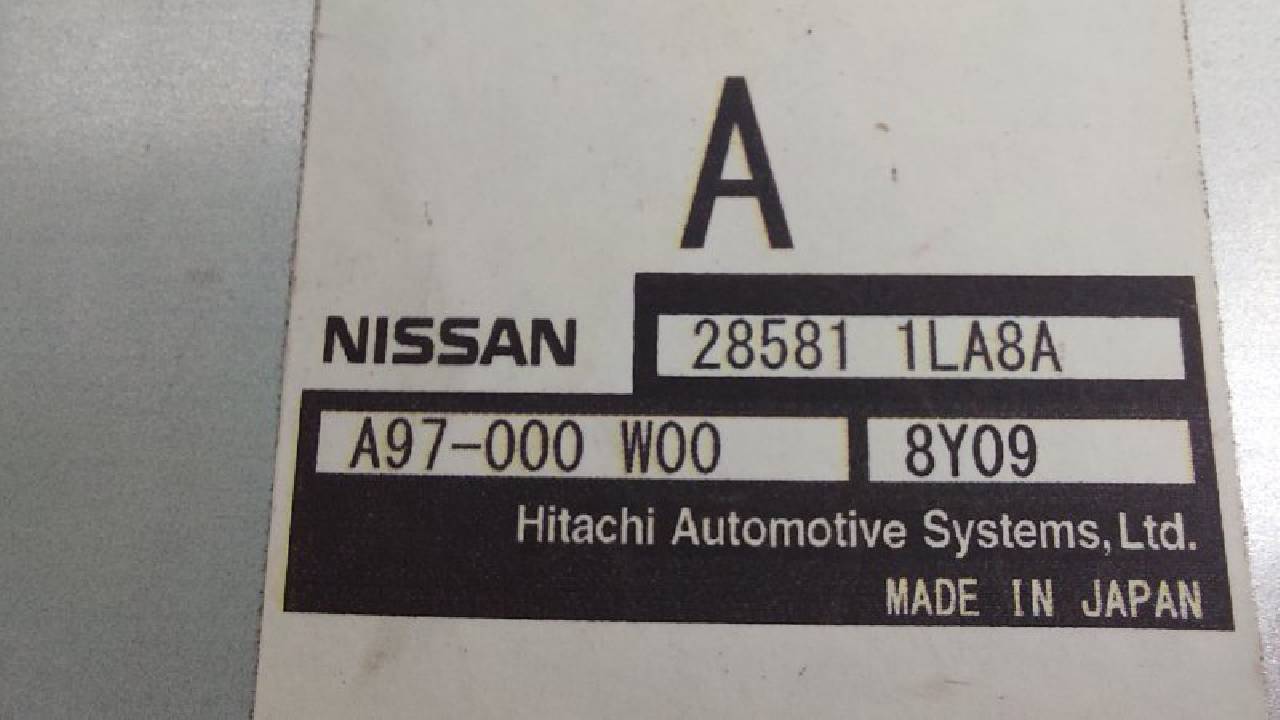 A
NISSAN 28581 1LA8A
A97-000 W00 8Y09
Hitachi Automotive Systems, Ltd.
MADE IN JAPAN